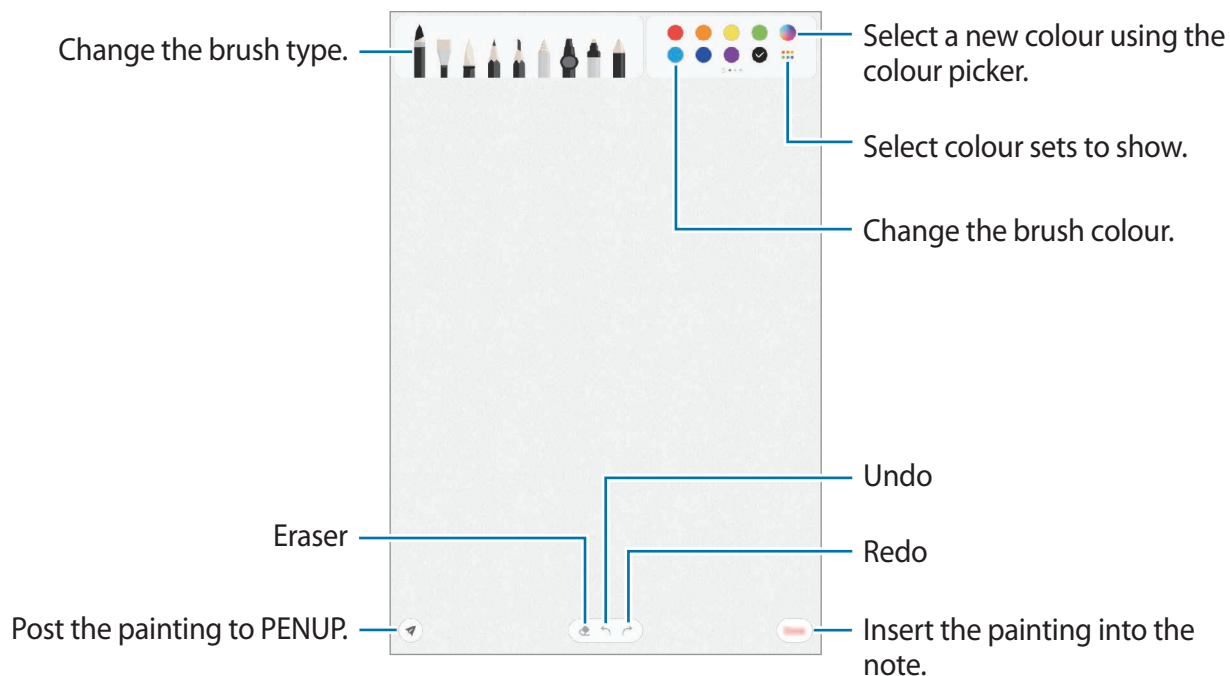 Change the brush type.
Select a new colour using the
colour picker.
Select colour sets to show.
Change the brush colour.
Undo
Eraser
Redo
Post the painting to PENUP.
Insert the painting into the
note.